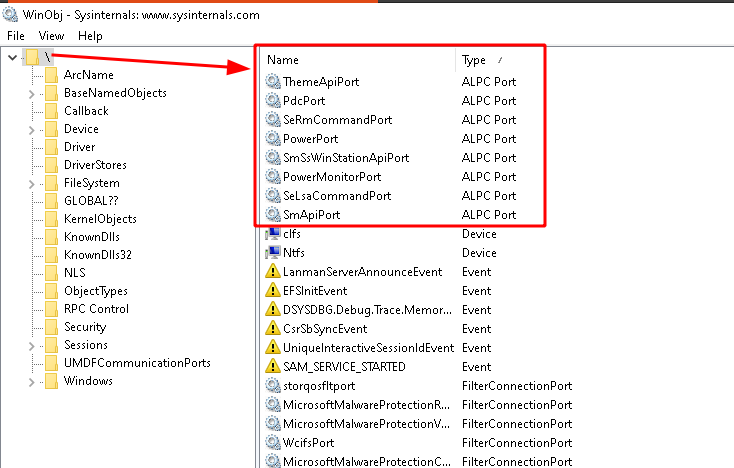 WinObj - Sysinternals: www.sysinternals.com
File View Help
\
ArcName
BaseNamedObjects
Callback
Device
Driver
DriverStores
FileSystem
GLOBAL??
KernelObjects
KnownDlls
KnownDlls32
NLS
ObjectTypes
RPC Control
Security
Sessions
UMDFCommunicationPorts
Windows
Name Type
ThemeApiPort ALPC Port
PdcPort ALPC Port
SeRmCommandPort ALPC Port
PowerPort ALPC Port
SmSsWinStationApiPort ALPC Port
PowerMonitorPort ALPC Port
SeLsaCommandPort ALPC Port
SmApiPort ALPC Port
clfs Device
Ntfs Device
LanmanServerAnnounceEvent Event
EFSInitEvent Event
DSYSDBG.Debug.Trace.Memor... Event
CsrSbSyncEvent Event
UniqueInteractiveSessionIdEvent Event
SAM_SERVICE_STARTED Event
storqosfltport FilterConnectionPort
MicrosoftMalwareProtectionR... FilterConnectionPort
MicrosoftMalwareProtectionV... FilterConnectionPort
WcifsPort FilterConnectionPort
MicrosoftMalwareProtectionC... FilterConnectionPort